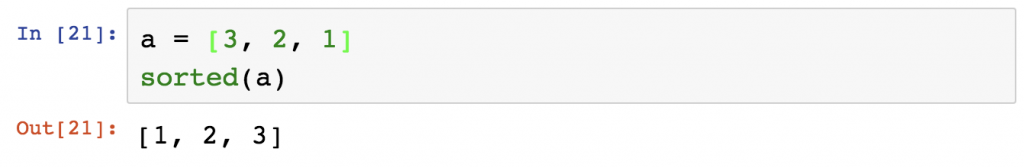 In [21]: a = [3, 2, 1]
sorted(a)
Out[21]: [1, 2, 3]